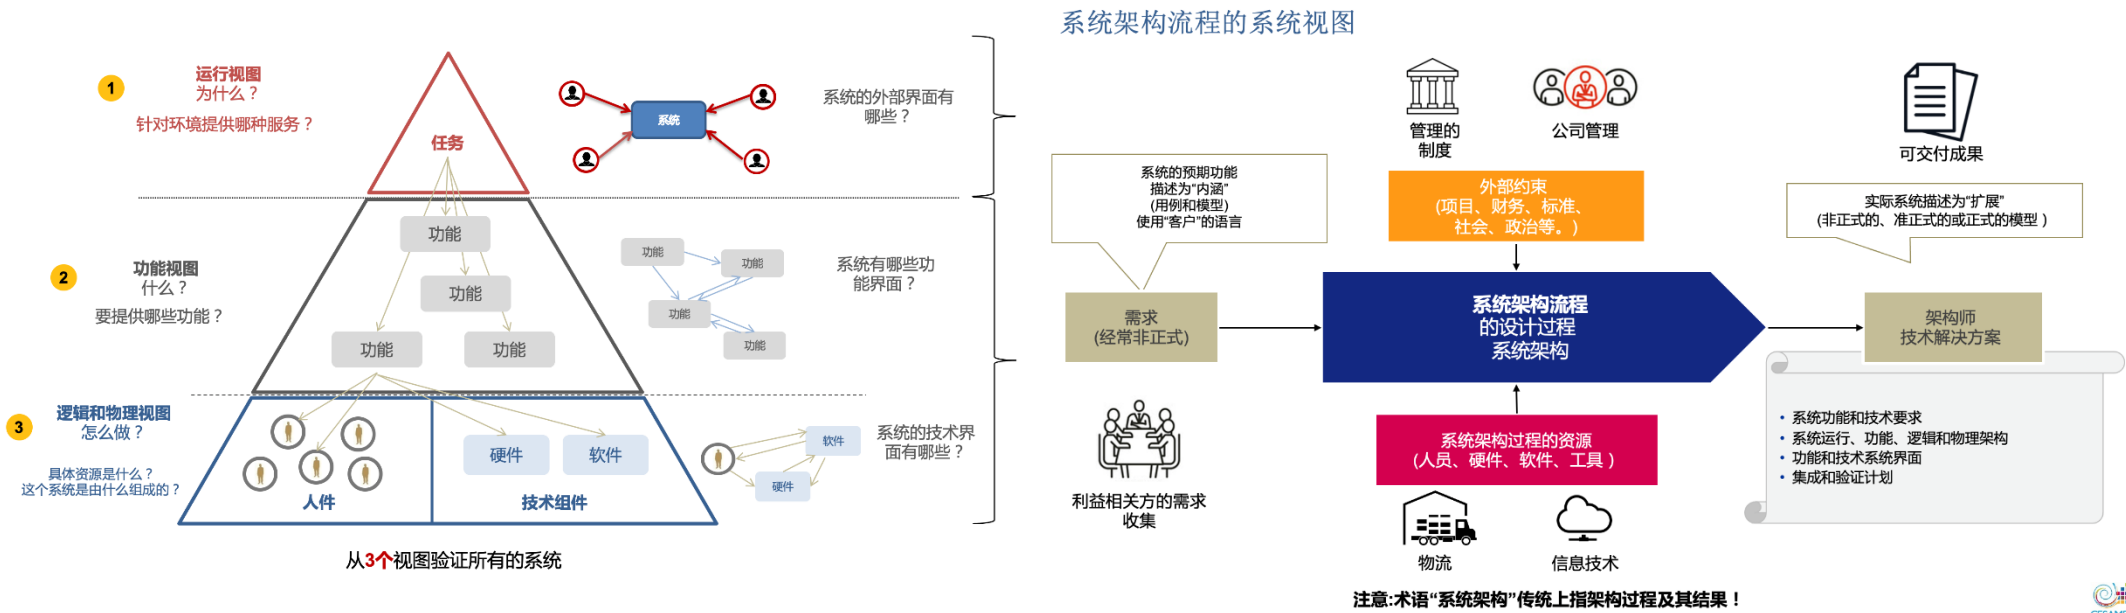 系统架构流程的系统视图
1
运行视图
为什么？
针对环境提供哪种服务？
任务
系统
系统的外部界面有
哪些？
2
功能视图
什么？
要提供哪些功能？
功能
功能
功能
功能
功能
功能
功能
功能
系统有哪些功
能界面？
3
逻辑和物理视图
怎么做？
具体资源是什么？
这个系统是由什么组成的？
人件
硬件
软件
技术组件
软件
硬件
系统的技术界
面有哪些？
从3个视图验证所有的系统
系统的预期功能
描述为“内涵”
(用例和模型)
使用“客户”的语言
需求
(经常非正式)
利益相关方的需求
收集
管理的
制度
公司管理
外部约束
(项目、财务、标准、
社会、政治等。)
系统架构流程
的设计过程
系统架构
系统架构过程的资源
(人员、硬件、软件、工具 )
物流
信息技术
可交付成果
实际系统描述为“扩展”
(非正式的、准正式的或正式的模型 )
架构师
技术解决方案
• 系统功能和技术要求
• 系统运行、功能、逻辑和物理架构
• 功能和技术系统界面
• 集成和验证计划
注意:术语“系统架构”传统上指架构过程及其结果！